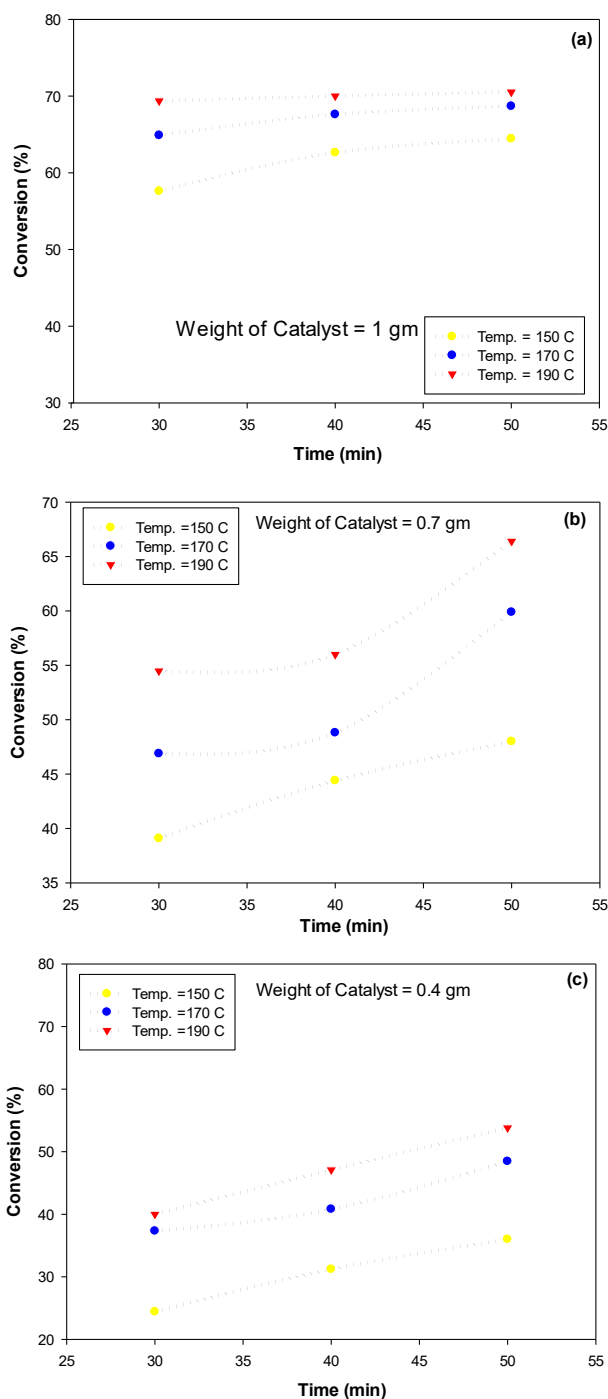 80
(a)
70
60
50
40
30
Conversion (%)
Weight of Catalyst = 1 gm
Temp. = 150 C
Temp. = 170 C
Temp. = 190 C
25 30 35 40 45 50 55
Time (min)
70
(b)
65
60
55
50
45
40
35
Conversion (%)
Temp. =150 C
Temp. =170 C
Temp. =190 C
Weight of Catalyst = 0.7 gm
25 30 35 40 45 50 55
Time (min)
80
(c)
70
60
50
40
30
20
Conversion (%)
Temp. =150 C
Temp. =170 C
Temp. =190 C
Weight of Catalyst = 0.4 gm
25 30 35 40 45 50 55
Time (min)